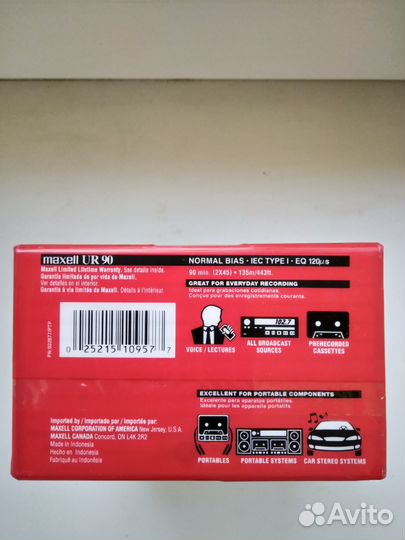 maxell UR 90
Maxell Limited Lifetime Warranty. See details inside.
Garantía limitada de por vida de Maxell.
Ver detalles en el interior.
Garantie à vie limitée de Maxell. Détails à l'intérieur.
0 25215 10957 7
NORMAL BIAS • IEC TYPE I • EQ 120µs
90 min. (2X45) • 135m/443ft.
GREAT FOR EVERYDAY RECORDING
Ideal para grabaciones cotidianas.
Conçue pour des enregistrements courants.
102.7
VOICE / LECTURES
ALL BROADCAST
SOURCES
PRERECORDED
CASSETTES
EXCELLENT FOR PORTABLE COMPONENTS
Excelente para aparatos portátiles.
Idéale pour les appareils portatifs.
PORTABLES
PORTABLE SYSTEMS
CAR STEREO SYSTEMS
Imported by / Importado por / Importés par:
MAXELL CORPORATION OF AMERICA New Jersey, U.S.A.
MAXELL CANADA Concord, ON L4K 2R2
Made in Indonesia
Hecho en Indonesia
Fabriqué au Indonésie
Avito